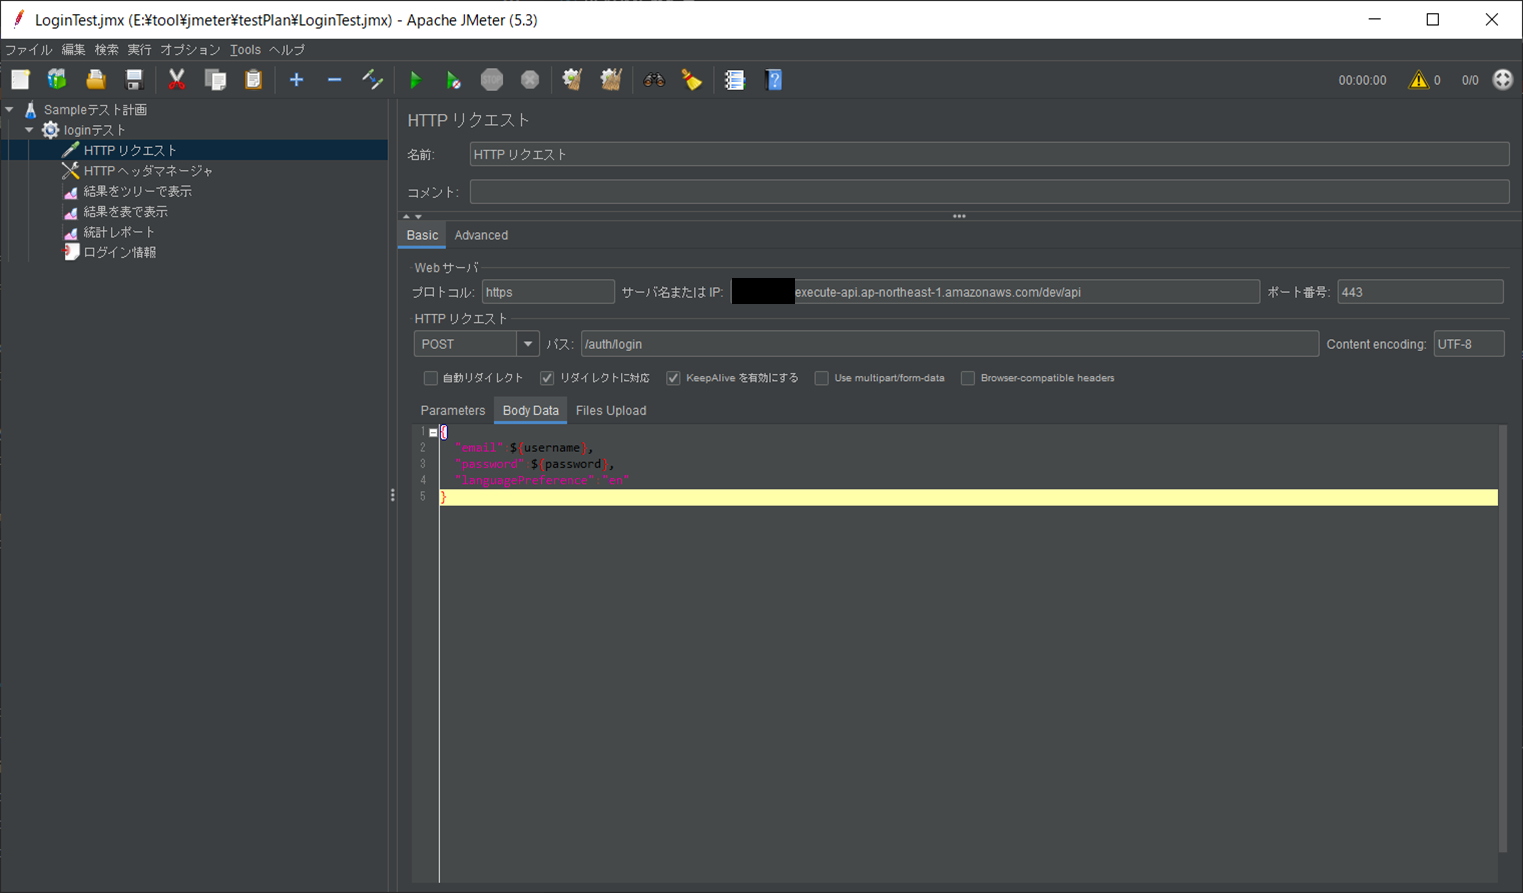 LoginTest.jmx (E:¥tool¥jmeter¥testPlan¥LoginTest.jmx) - Apache JMeter (5.3)
ファイル 編集 検索 実行 オプション Tools ヘルプ
STOP
00:00:00
0
0/0
Sampleテスト計画
loginテスト
HTTP リクエスト
HTTP ヘッダマネージャ
結果をツリーで表示
結果を表で表示
統計レポート
ログイン情報
HTTP リクエスト
名前:
HTTP リクエスト
コメント:
Basic
Advanced
Web サーバ
プロトコル:
https
サーバ名または IP:
execute-api.ap-northeast-1.amazonaws.com/dev/api
ポート番号:
443
HTTP リクエスト
POST
パス:
/auth/login
Content encoding:
UTF-8
自動リダイレクト
リダイレクトに対応
KeepAlive を有効にする
Use multipart/form-data
Browser-compatible headers
Parameters
Body Data
Files Upload
1 {
2 "email":${username},
3 "password":${password},
4 "languagePreference":"en"
5 }